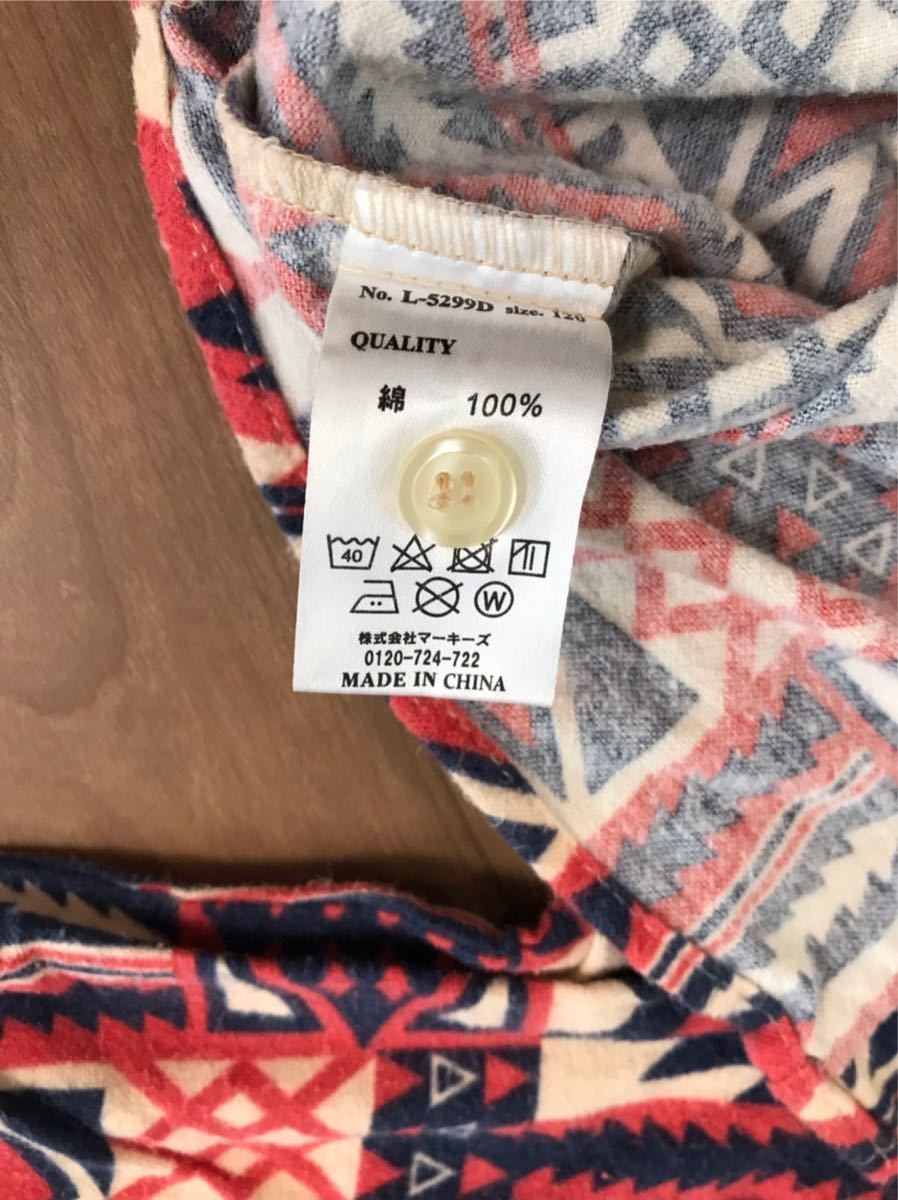 No. L-5299D size. 120
QUALITY
綿 100%
40
W
株式会社マーキーズ
0120-724-722
MADE IN CHINA